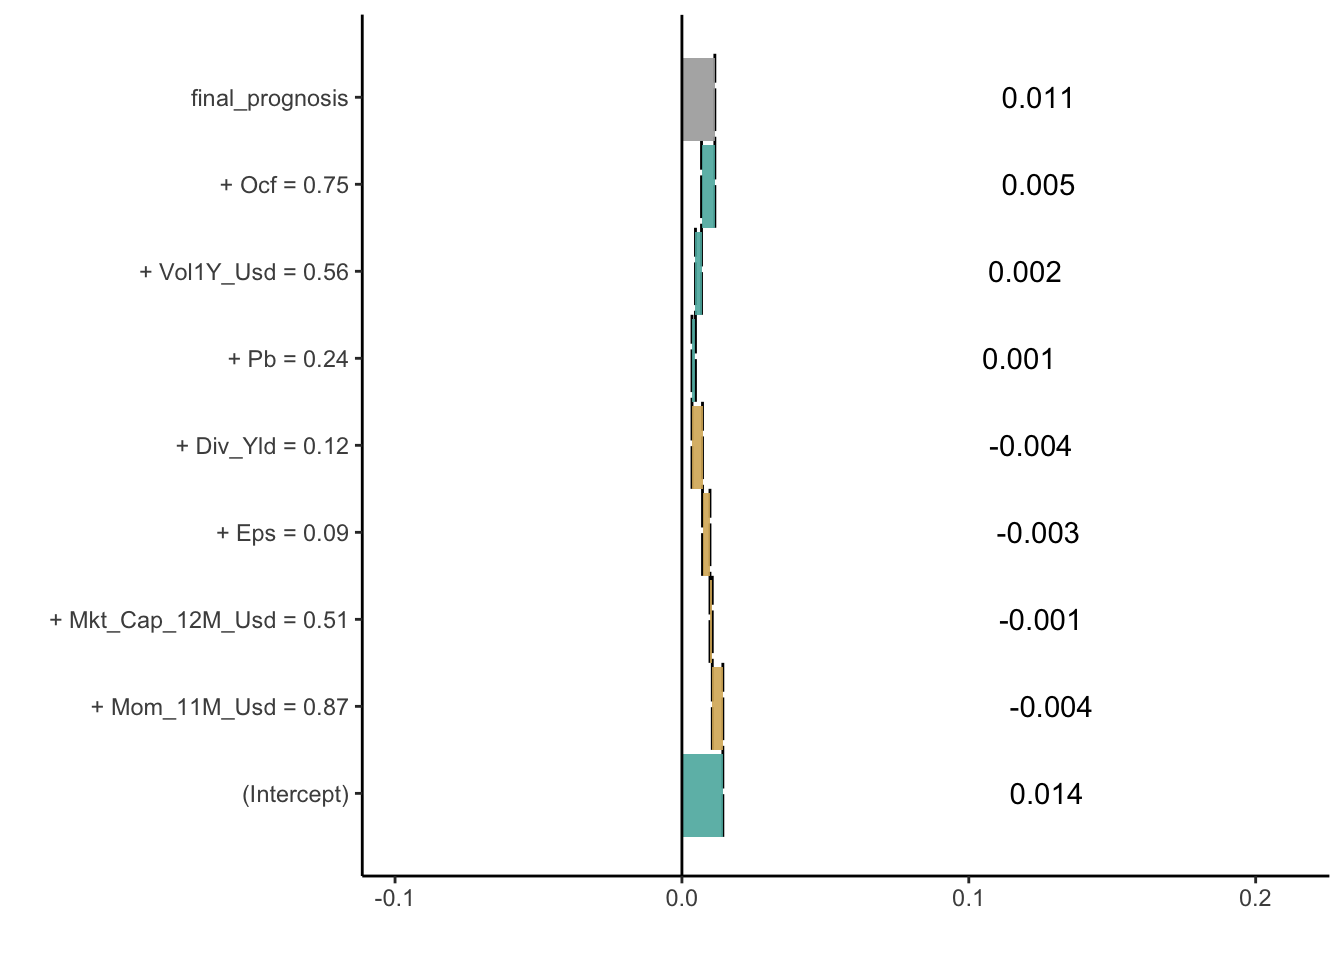 final_prognosis 0.011
+ Ocf = 0.75 0.005
+ Vol1Y_Usd = 0.56 0.002
+ Pb = 0.24 0.001
+ Div_Yld = 0.12 -0.004
+ Eps = 0.09 -0.003
+ Mkt_Cap_12M_Usd = 0.51 -0.001
+ Mom_11M_Usd = 0.87 -0.004
(Intercept) 0.014
-0.1 0.0 0.1 0.2